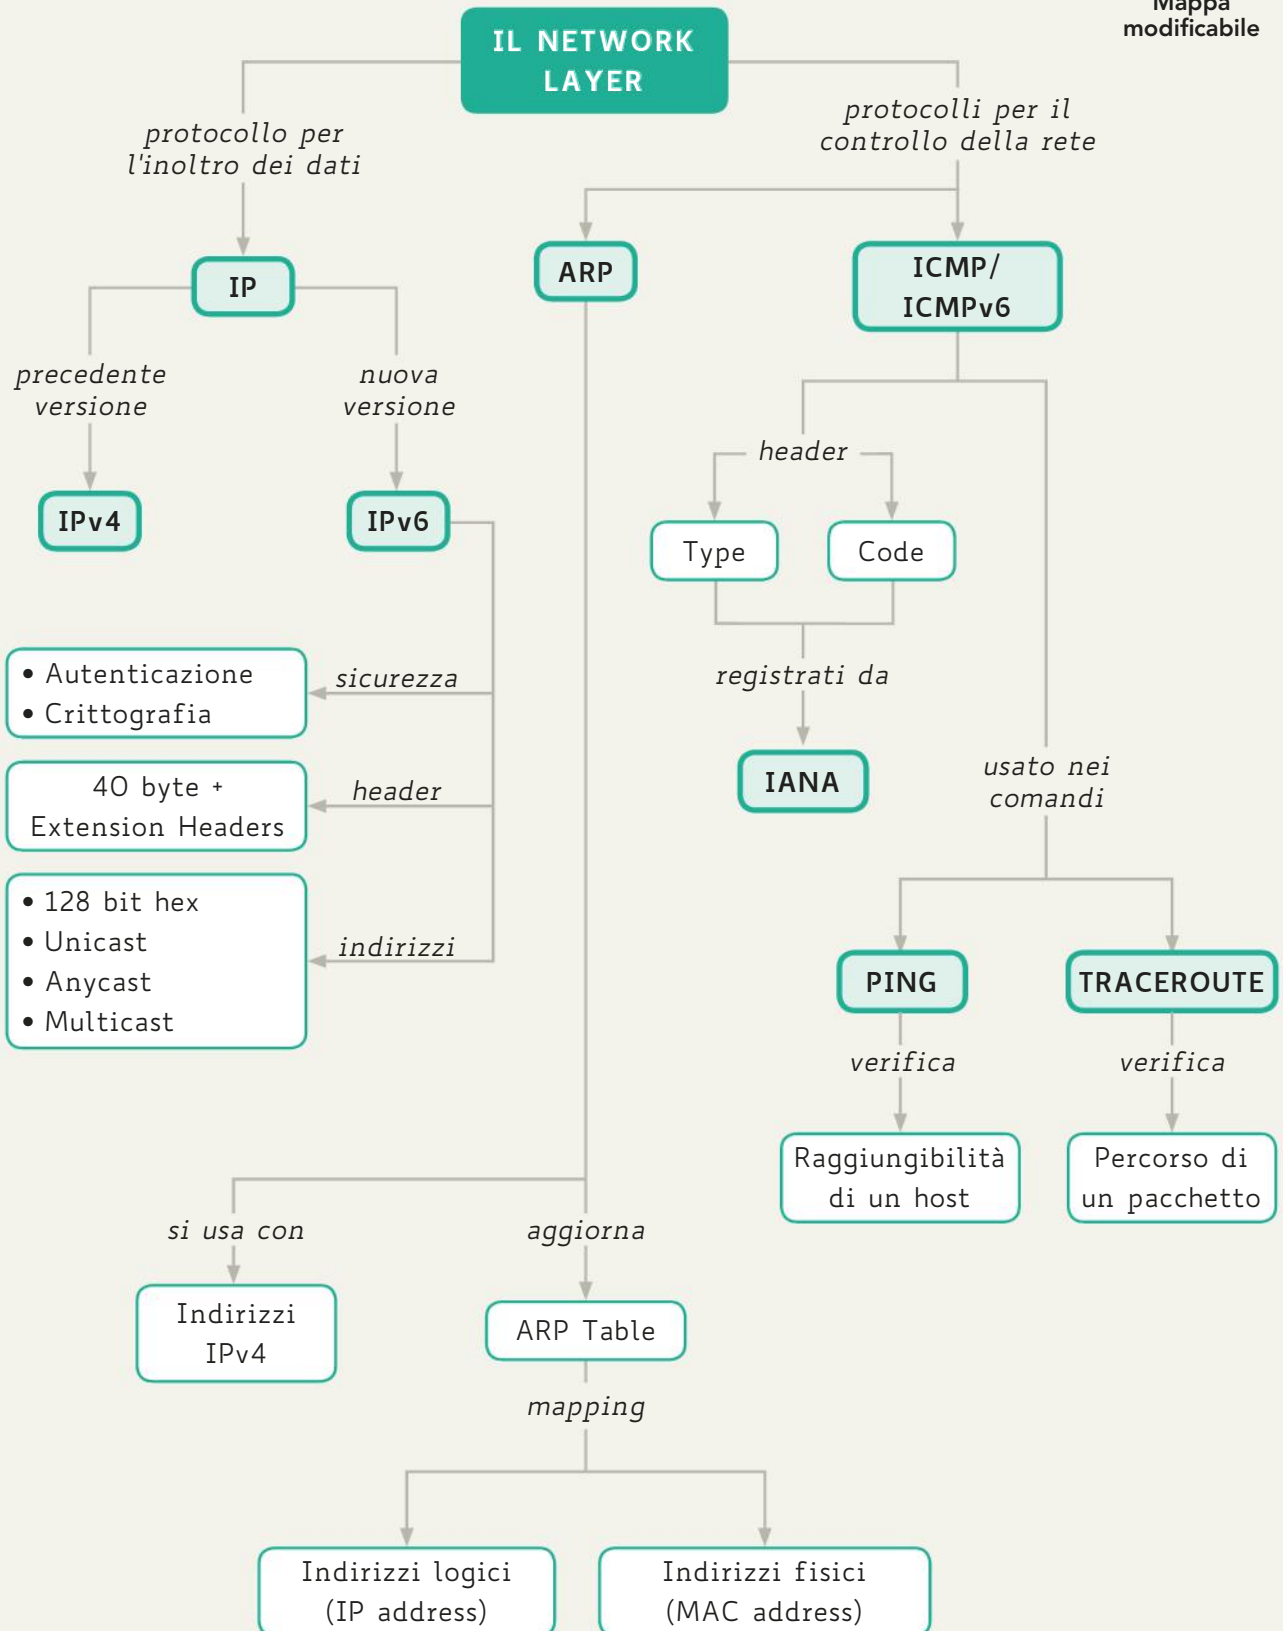 Mappa
modificabile
IL NETWORK
LAYER
protocollo per
l'inoltro dei dati
protocolli per il
controllo della rete
IP
ARP
ICMP/
ICMPv6
precedente
versione
nuova
versione
header
IPv4
IPv6
Type
Code
• Autenticazione
• Crittografia
sicurezza
registrati da
40 byte +
Extension Headers
header
IANA
usato nei
comandi
• 128 bit hex
• Unicast
• Anycast
• Multicast
indirizzi
PING
TRACEROUTE
verifica
verifica
Raggiungibilità
di un host
Percorso di
un pacchetto
si usa con
aggiorna
Indirizzi
IPv4
ARP Table
mapping
Indirizzi logici
(IP address)
Indirizzi fisici
(MAC address)